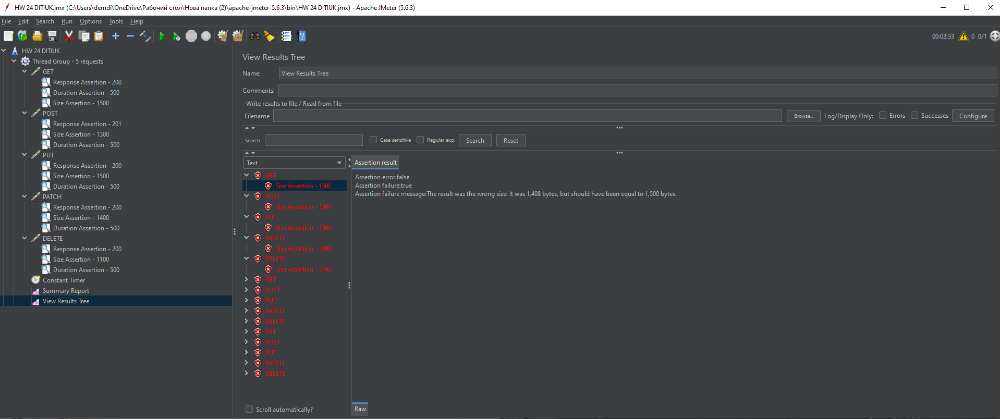 HW 24 DITIUK.jmx (C:\Users\demdi\OneDrive\Рабочий стол\Нова папка (2)\apache-jmeter-5.6.3\bin\HW 24 DITIUK.jmx) - Apache JMeter (5.6.3)
File Edit Search Run Options Tools Help
00:02:33 0 0/1
HW 24 DITIUK
Thread Group - 5 requests
GET
Response Assertion - 200
Duration Assertion - 500
Size Assertion - 1500
POST
Response Assertion - 201
Size Assertion - 1300
Duration Assertion - 500
PUT
Response Assertion - 200
Size Assertion - 1500
Duration Assertion - 500
PATCH
Response Assertion - 200
Size Assertion - 1400
Duration Assertion - 500
DELETE
Response Assertion - 200
Size Assertion - 1100
Duration Assertion - 500
Constant Timer
Summary Report
View Results Tree
View Results Tree
Name: View Results Tree
Comments:
Write results to file / Read from file
Filename Browse... Log/Display Only: Errors Successes Configure
Search: Case sensitive Regular exp. Search Reset
Text
GET
Size Assertion - 1500
POST
Size Assertion - 1300
PUT
Size Assertion - 1500
PATCH
Size Assertion - 1400
DELETE
Size Assertion - 1100
GET
POST
PUT
PATCH
DELETE
GET
POST
PUT
PATCH
DELETE
Scroll automatically?
Assertion result
Assertion error:false
Assertion failure:true
Assertion failure message:The result was the wrong size: It was 1,408 bytes, but should have been equal to 1,500 bytes.
Raw